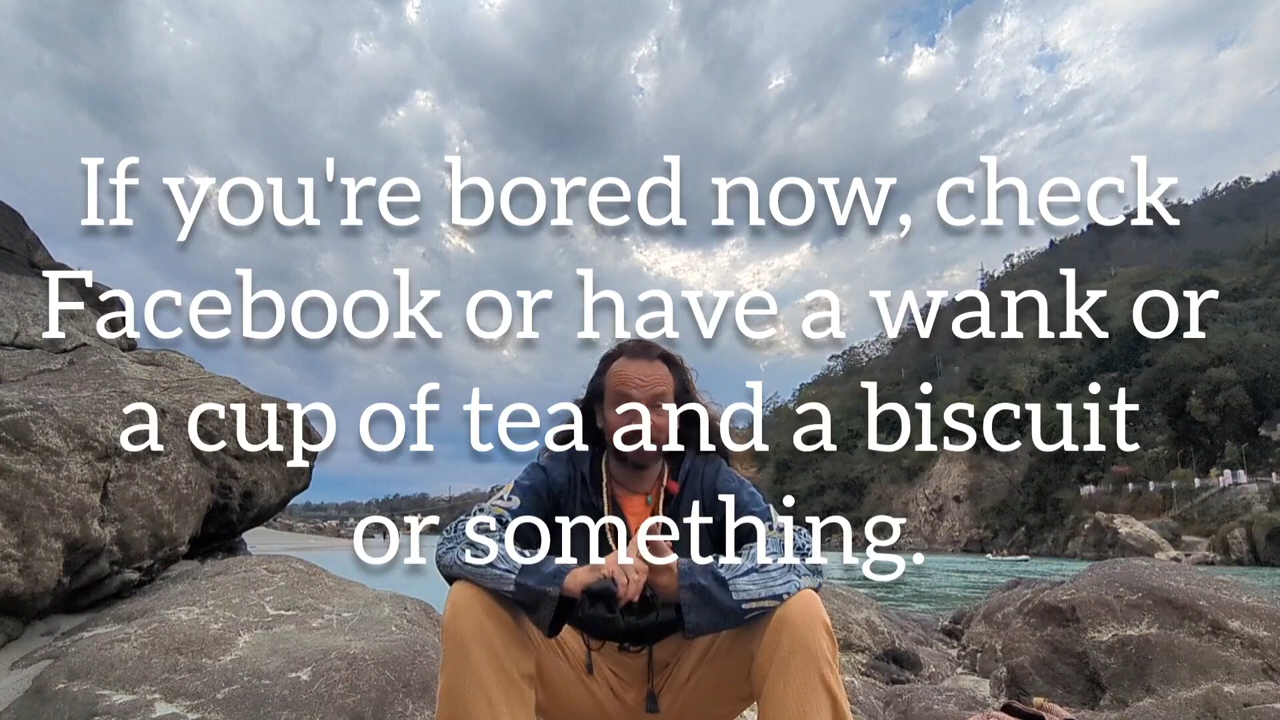 If you're bored now, check
Facebook or have a wank or
a cup of tea and a biscuit
or something.